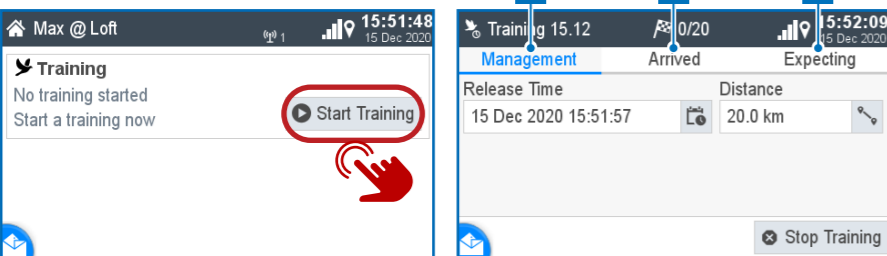 Max @ Loft
1
15:51:48
15 Dec 2020
Training
No training started
Start a training now
Start Training
Training 15.12
0/20
15:52:09
15 Dec 2020
Management
Arrived
Expecting
Release Time
Distance
15 Dec 2020 15:51:57
20.0 km
Stop Training